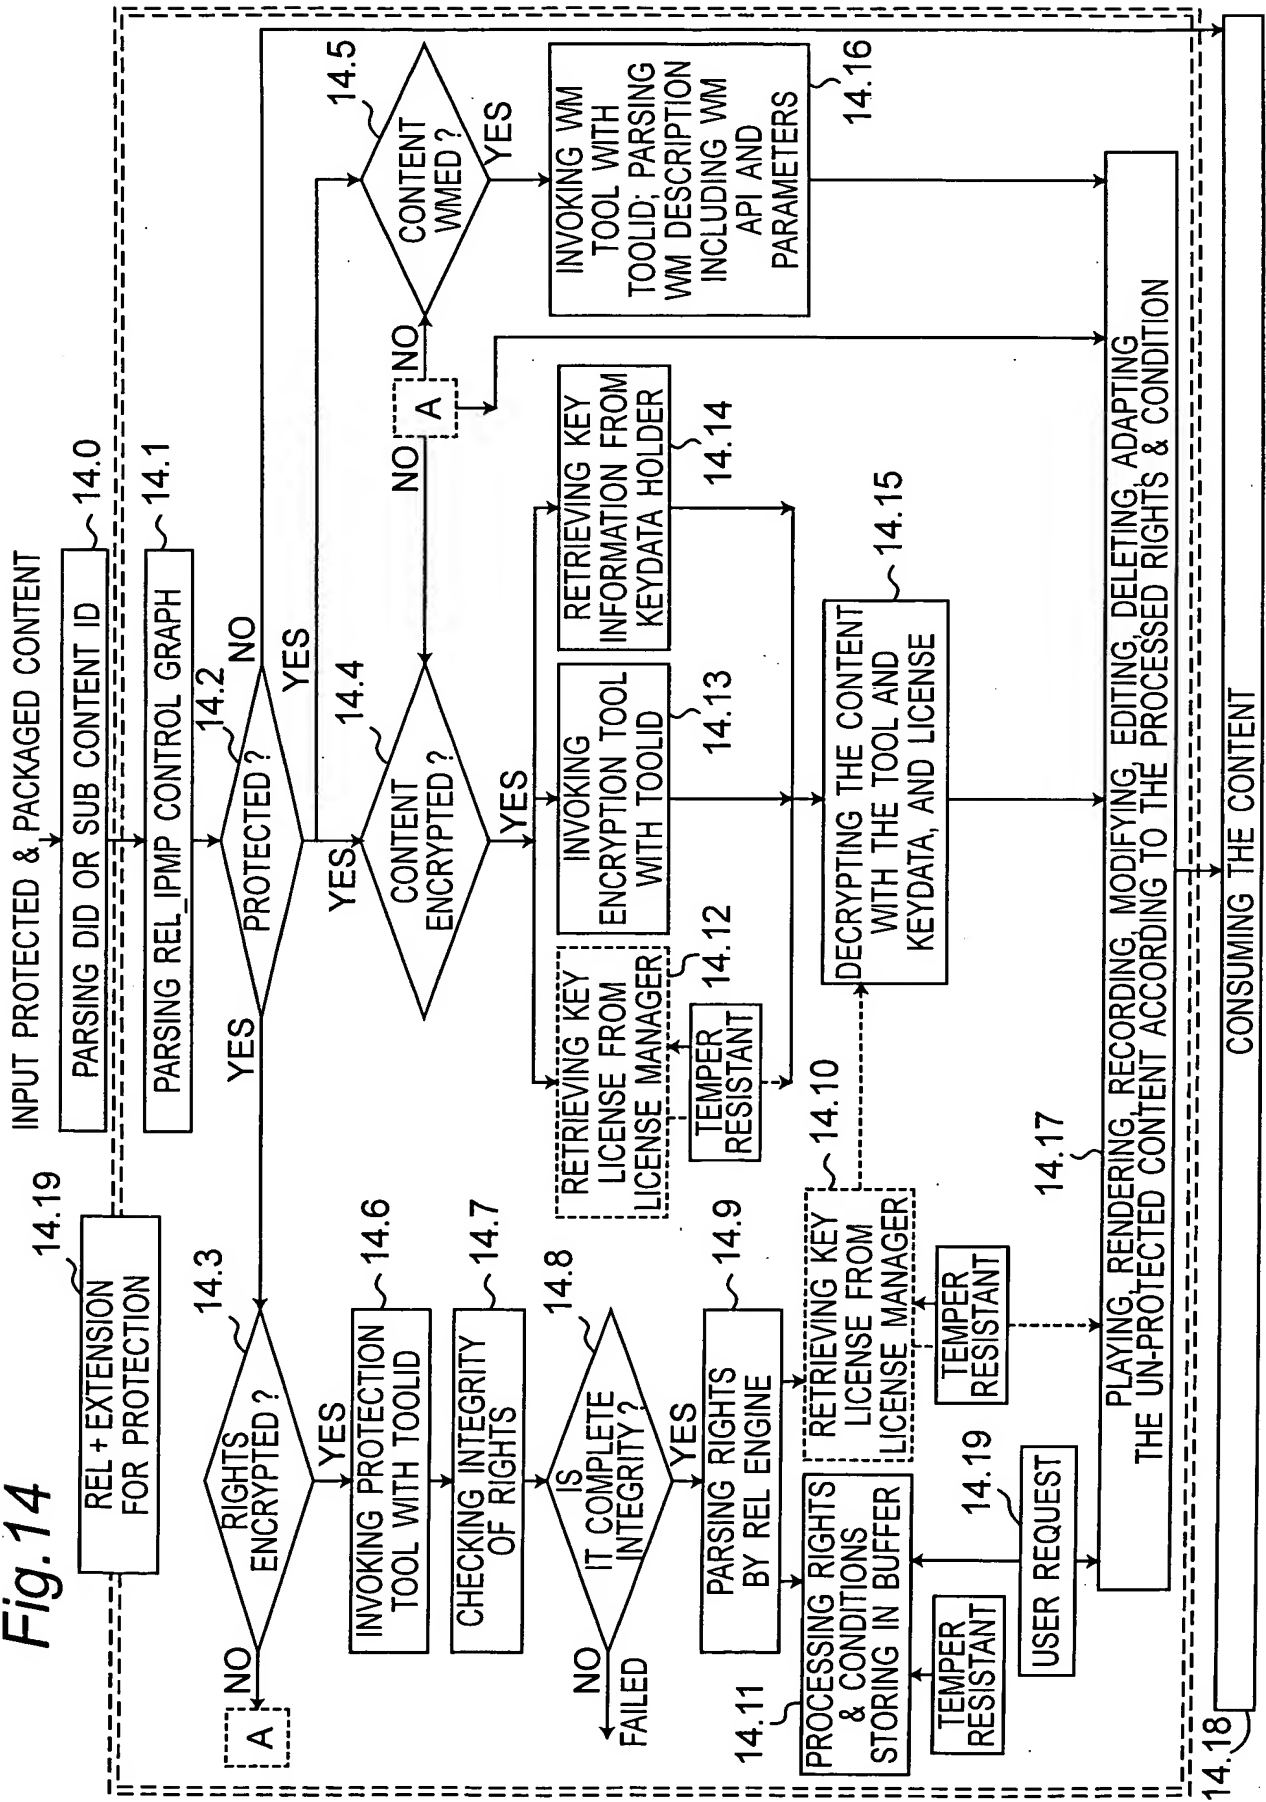 Fig.14
INPUT PROTECTED & PACKAGED CONTENT
REL + EXTENSION
FOR PROTECTION
14.19
PARSING DID OR SUB CONTENT ID
14.0
PARSING REL_IPMP CONTROL GRAPH
14.1
PROTECTED ?
14.2
NO
YES
YES
YES
RIGHTS
ENCRYPTED ?
14.3
NO
A
YES
INVOKING PROTECTION
TOOL WITH TOOLID
14.6
CHECKING INTEGRITY
OF RIGHTS
14.7
IS
IT COMPLETE
INTEGRITY ?
14.8
NO
FAILED
YES
PARSING RIGHTS
BY REL ENGINE
14.9
PROCESSING RIGHTS
& CONDITIONS
STORING IN BUFFER
14.11
TEMPER
RESISTANT
RETRIEVING KEY
LICENSE FROM
LICENSE MANAGER
14.10
TEMPER
RESISTANT
USER REQUEST
14.19
CONTENT
ENCRYPTED ?
14.4
YES
NO
A
NO
CONTENT
WMED ?
14.5
YES
RETRIEVING KEY
LICENSE FROM
LICENSE MANAGER
14.12
TEMPER
RESISTANT
INVOKING
ENCRYPTION TOOL
WITH TOOLID
14.13
RETRIEVING KEY
INFORMATION FROM
KEYDATA HOLDER
14.14
DECRYPTING THE CONTENT
WITH THE TOOL AND
KEYDATA, AND LICENSE
14.15
INVOKING WM
TOOL WITH
TOOLID; PARSING
WM DESCRIPTION
INCLUDING WM
API AND
PARAMETERS
14.16
14.17
PLAYING, RENDERING, RECORDING, MODIFYING, EDITING, DELETING, ADAPTING
THE UN-PROTECTED CONTENT ACCORDING TO THE PROCESSED RIGHTS & CONDITION
CONSUMING THE CONTENT
14.18